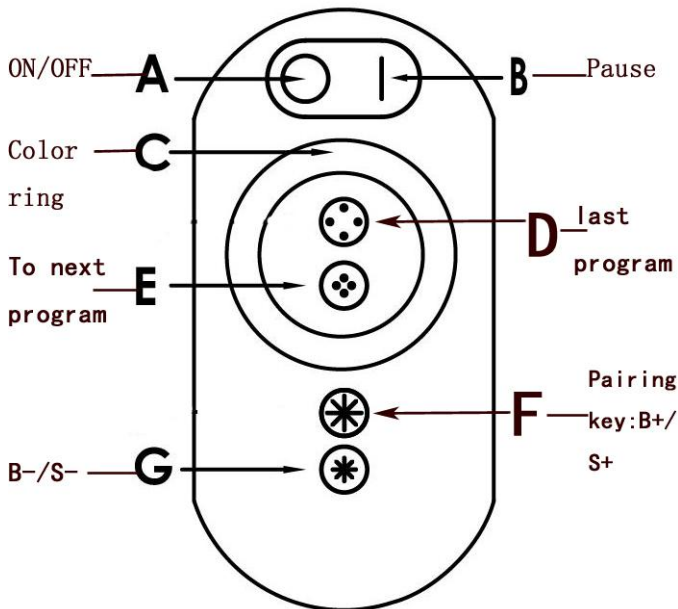 ON/OFF A B Pause
Color C
ring
D last
program
To next E
program
F Pairing
key:B+/
S+
B-/S- G